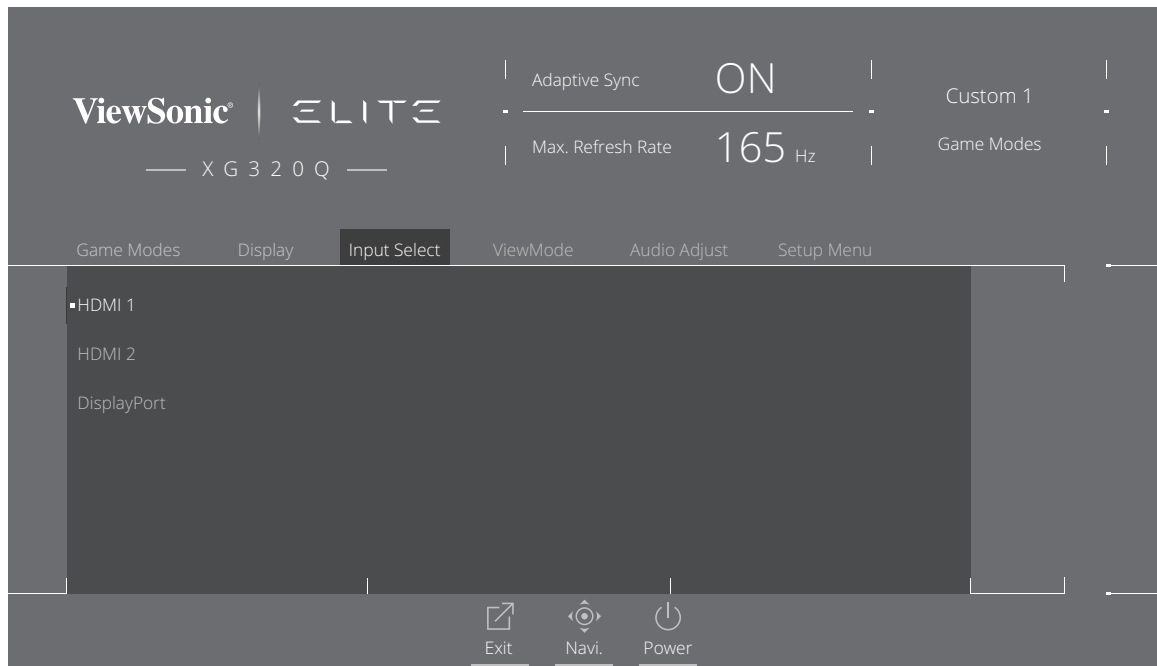 ViewSonic® ELITE
XG320Q
Adaptive Sync ON
Max. Refresh Rate 165 Hz
Custom 1
Game Modes
Game Modes Display Input Select ViewMode Audio Adjust Setup Menu
HDMI 1
HDMI 2
DisplayPort
Exit Navi. Power